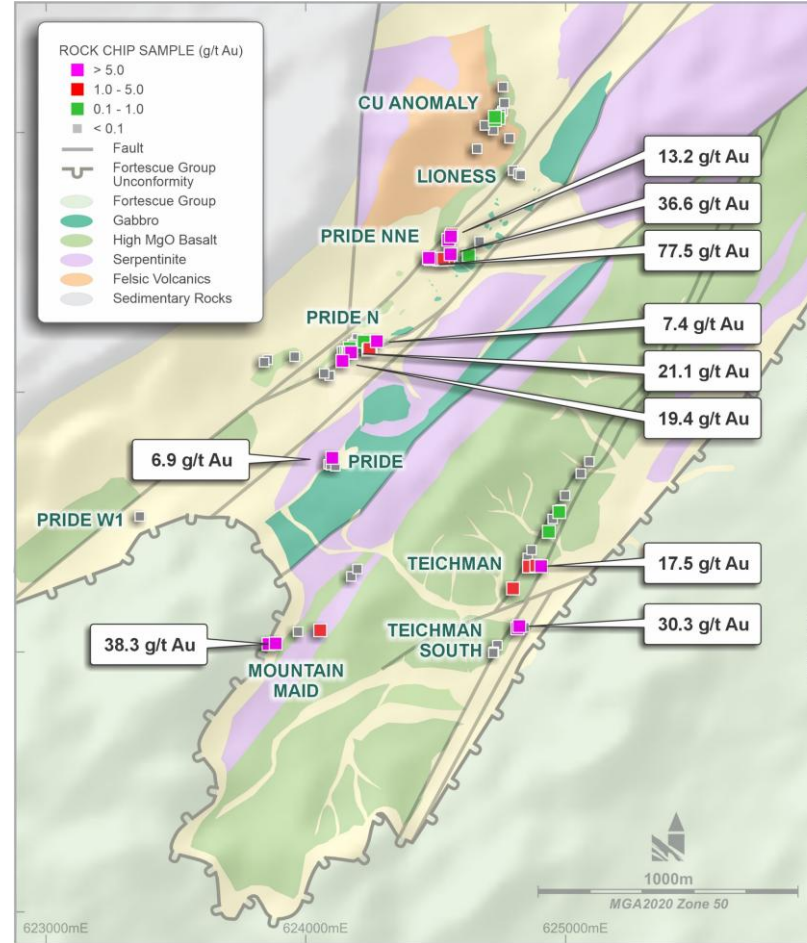 ROCK CHIP SAMPLE (g/t Au)
> 5.0
1.0 - 5.0
0.1 - 1.0
< 0.1
Fault
Fortescue Group
Unconformity
Fortescue Group
Gabbro
High MgO Basalt
Serpentinite
Felsic Volcanics
Sedimentary Rocks
CU ANOMALY
LIONESS
13.2 g/t Au
36.6 g/t Au
PRIDE NNE
77.5 g/t Au
PRIDE N
7.4 g/t Au
21.1 g/t Au
19.4 g/t Au
6.9 g/t Au
PRIDE
PRIDE W1
TEICHMAN
17.5 g/t Au
38.3 g/t Au
TEICHMAN
SOUTH
30.3 g/t Au
MOUNTAIN
MAID
1000m
MGA2020 Zone 50
623000mE
624000mE
625000mE